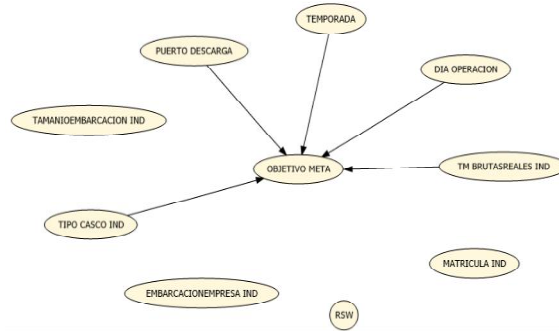 TEMPORADA
PUERTO DESCARGA
DIA OPERACION
TAMANIOEMBARCACION IND
OBJETIVO META
TM BRUTASREALES IND
TIPO CASCO IND
MATRICULA IND
EMBARCACIONEMPRESA IND
RSW